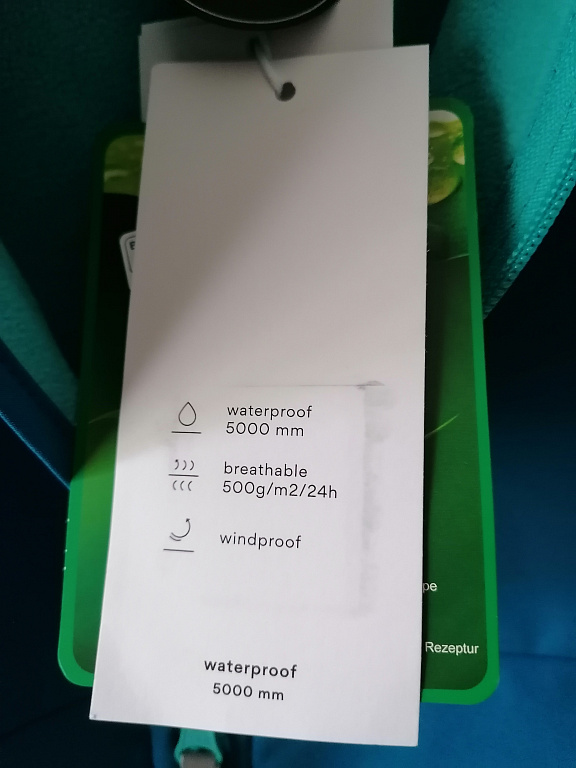 waterproof
5000 mm
breathable
500g/m2/24h
windproof
pe
Rezeptur
waterproof
5000 mm